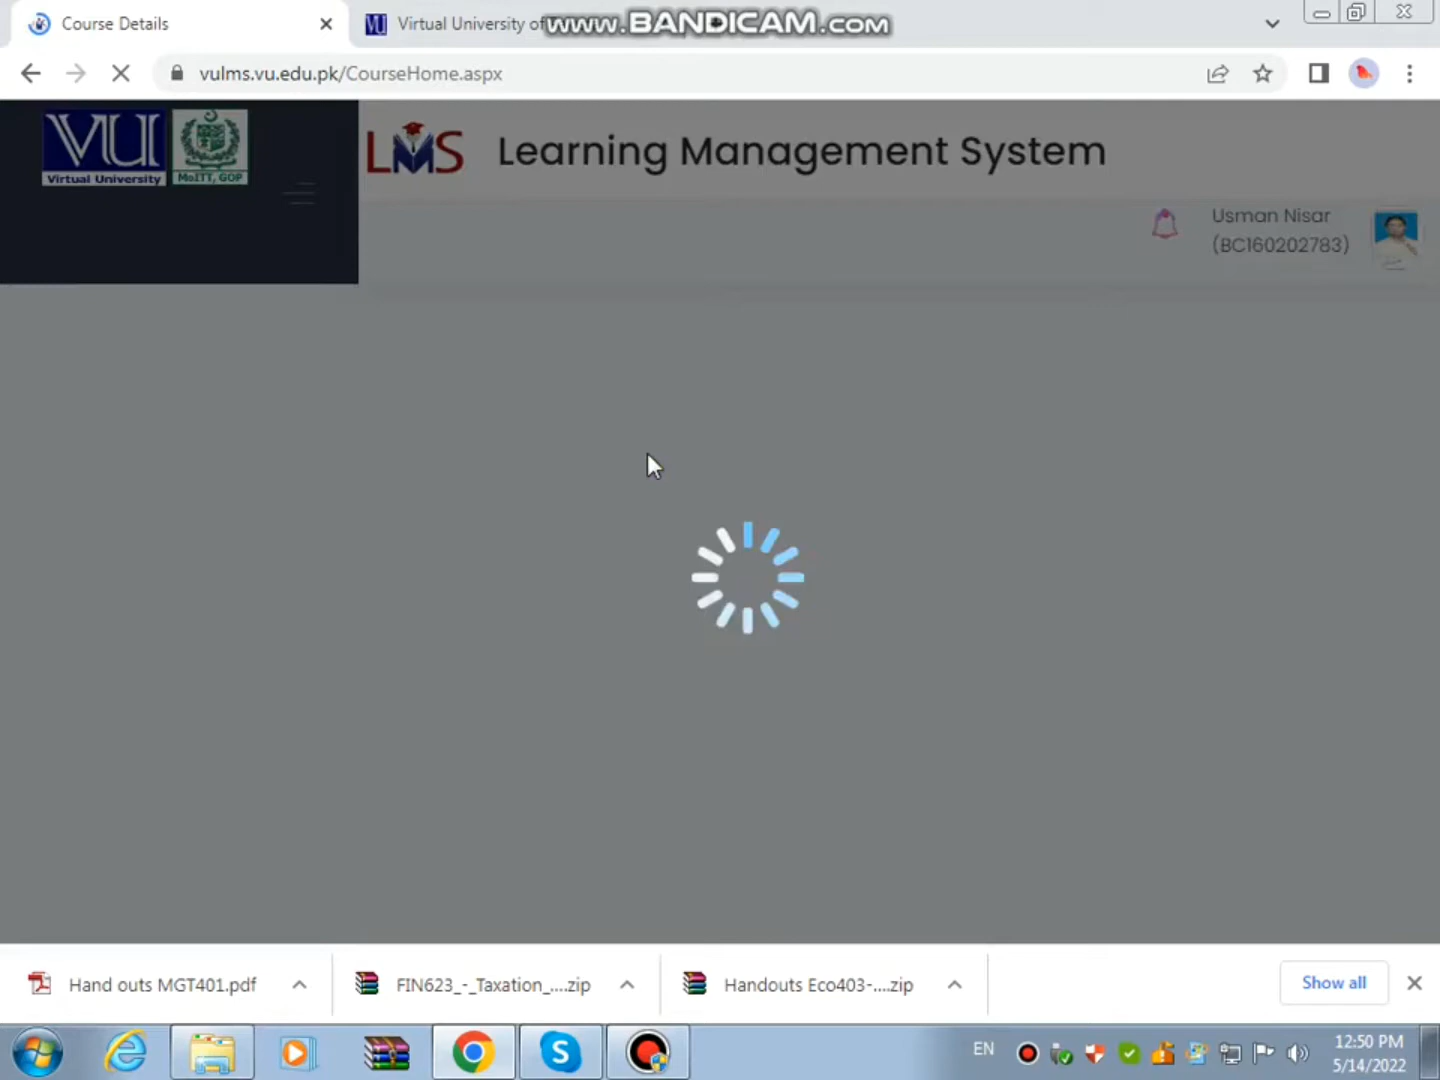 Course Details
Virtual University of
www.BANDICAM.com
vulms.vu.edu.pk/CourseHome.aspx
VU
Virtual University
MoITT, GOP
LMS
Learning Management System
Usman Nisar
(BC160202783)
Hand outs MGT401.pdf
FIN623_-_Taxation_....zip
Handouts Eco403-....zip
Show all
EN
12:50 PM
5/14/2022